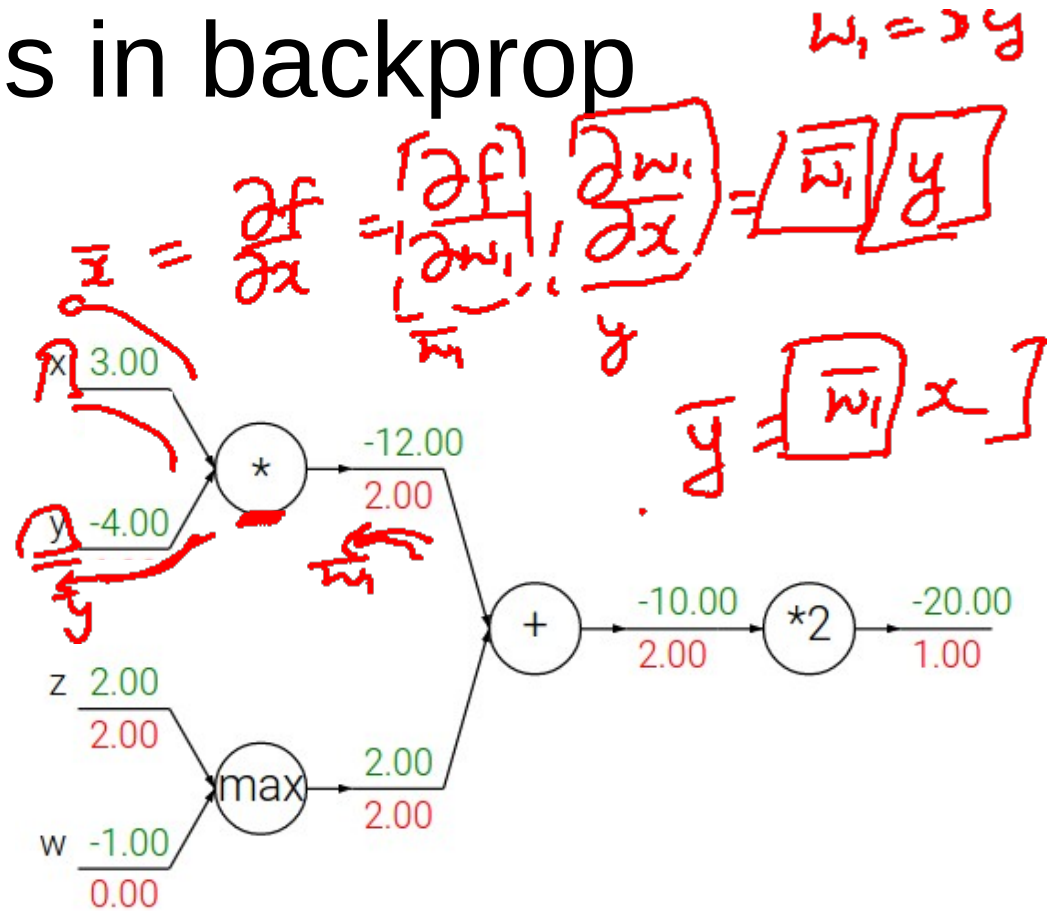 s in backprop
w₁ = xy
x̄ = ∂f/∂x = [∂f/∂w₁] · [∂w₁/∂x] = w̄₁ y
w̄₁ y
x 3.00
ȳ = w̄₁ x
-12.00
*
2.00
y -4.00
w̄₁
ȳ
-10.00 -20.00
+ *2
2.00 1.00
z 2.00
2.00
2.00
max
2.00
w -1.00
0.00